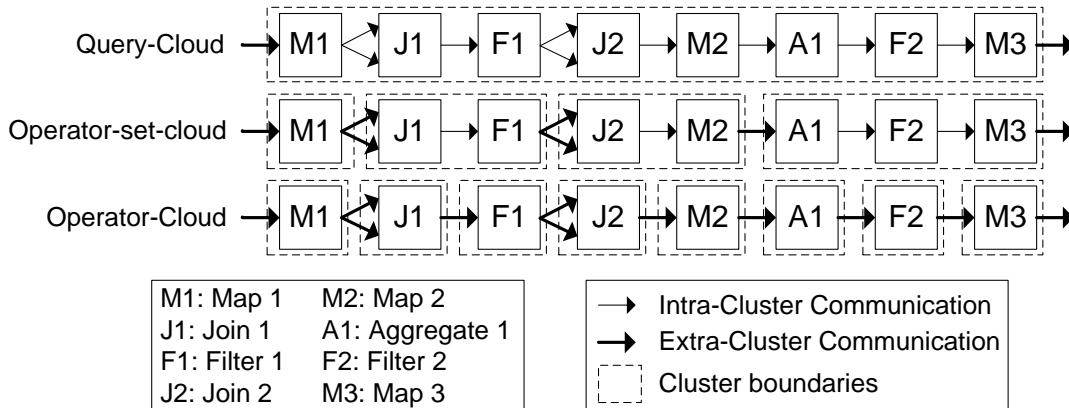 Query-Cloud M1 J1 F1 J2 M2 A1 F2 M3
Operator-set-cloud M1 J1 F1 J2 M2 A1 F2 M3
Operator-Cloud M1 J1 F1 J2 M2 A1 F2 M3
M1: Map 1 M2: Map 2
J1: Join 1 A1: Aggregate 1
F1: Filter 1 F2: Filter 2
J2: Join 2 M3: Map 3
Intra-Cluster Communication
Extra-Cluster Communication
Cluster boundaries